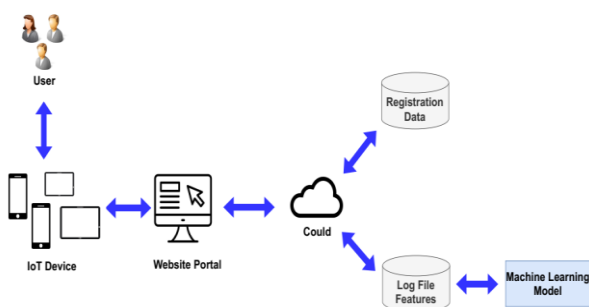 User
Registration
Data
IoT Device
Website Portal
Could
Log File
Features
Machine Learning
Model